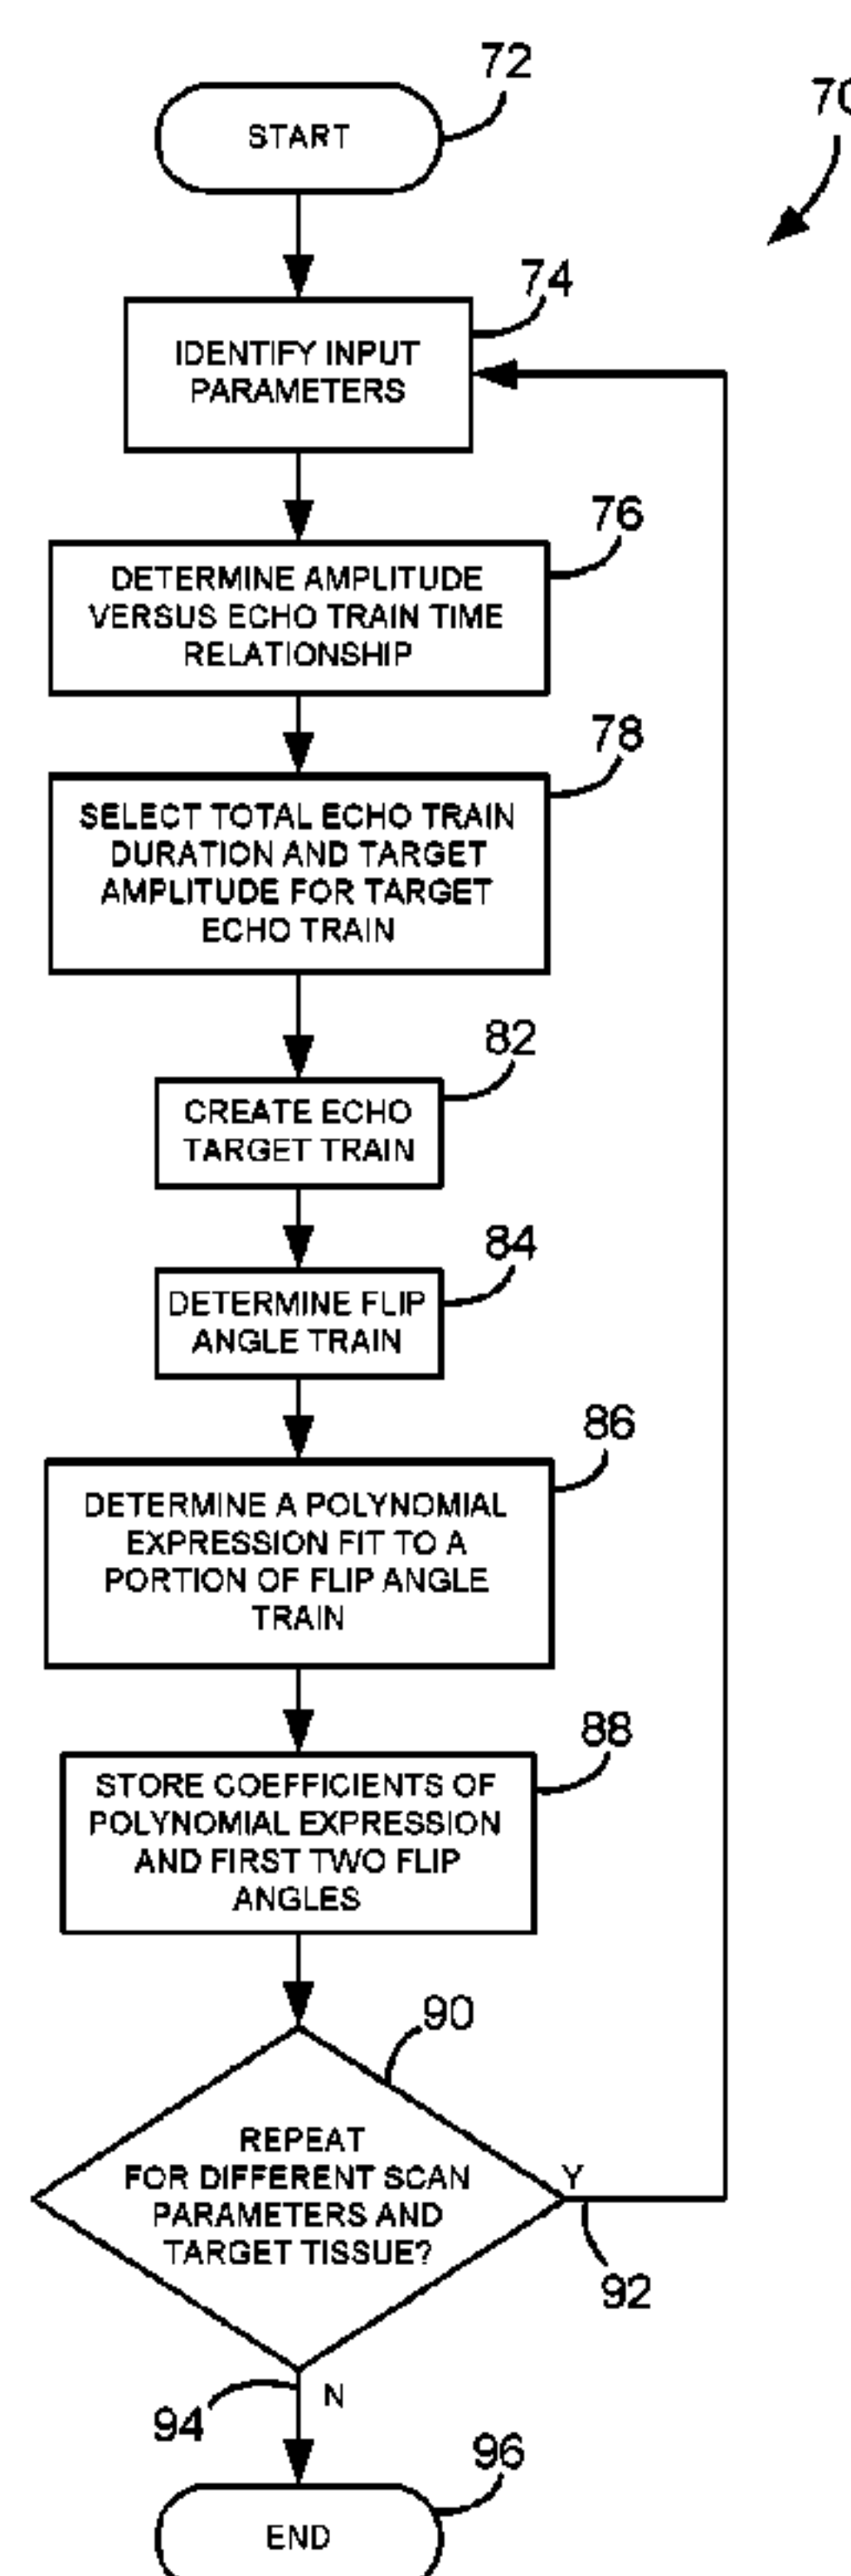 72
70
START
74
IDENTIFY INPUT
PARAMETERS
76
DETERMINE AMPLITUDE
VERSUS ECHO TRAIN TIME
RELATIONSHIP
78
SELECT TOTAL ECHO TRAIN
DURATION AND TARGET
AMPLITUDE FOR TARGET
ECHO TRAIN
82
CREATE ECHO
TARGET TRAIN
84
DETERMINE FLIP
ANGLE TRAIN
86
DETERMINE A POLYNOMIAL
EXPRESSION FIT TO A
PORTION OF FLIP ANGLE
TRAIN
88
STORE COEFFICIENTS OF
POLYNOMIAL EXPRESSION
AND FIRST TWO FLIP
ANGLES
90
REPEAT
FOR DIFFERENT SCAN
PARAMETERS AND
TARGET TISSUE?
Y
92
N
94
96
END